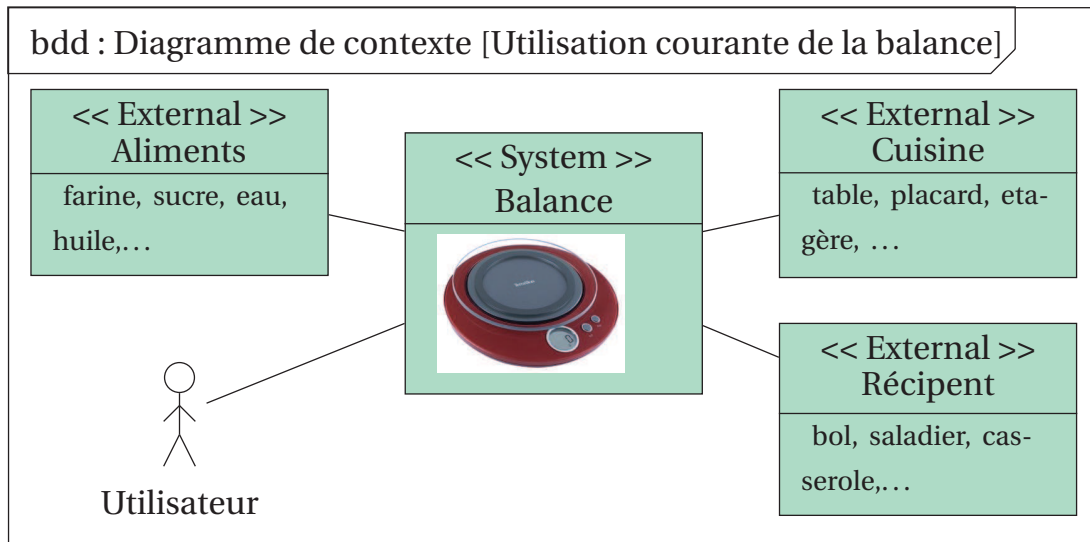 bdd : Diagramme de contexte [Utilisation courante de la balance]
<< External >>
Aliments
farine, sucre, eau,
huile,...
<< System >>
Balance
<< External >>
Cuisine
table, placard, eta-
gère, ...
<< External >>
Récipent
bol, saladier, cas-
serole,...
Utilisateur